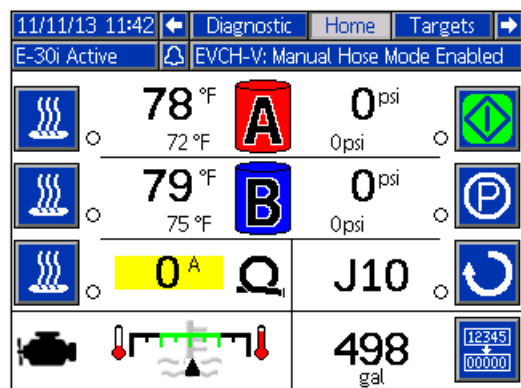 11/11/13 11:42 Diagnostic Home Targets
E-30i Active EVCH-V: Manual Hose Mode Enabled
78 °F A 0 psi
72 °F 0psi
79 °F B 0 psi
75 °F 0psi
0 A J10
498
gal
12345
00000
P